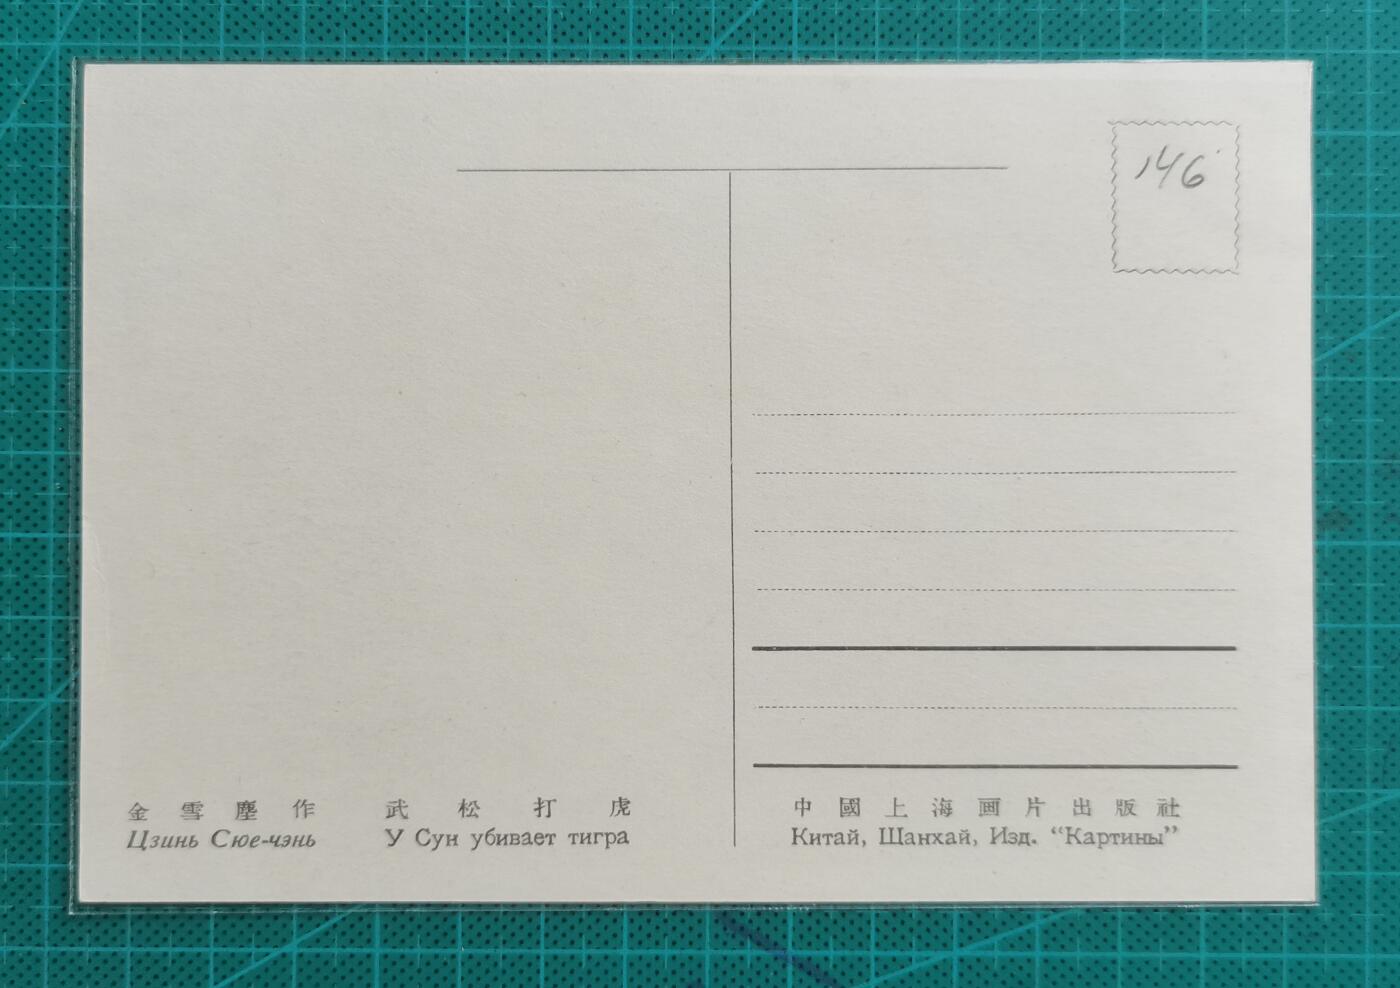 146
金雪塵作
Цзинь Сюе-чэнь
武松打虎
У Сун убивает тигра
中國上海画片出版社
Китай, Шанхай, Изд. “Картины”